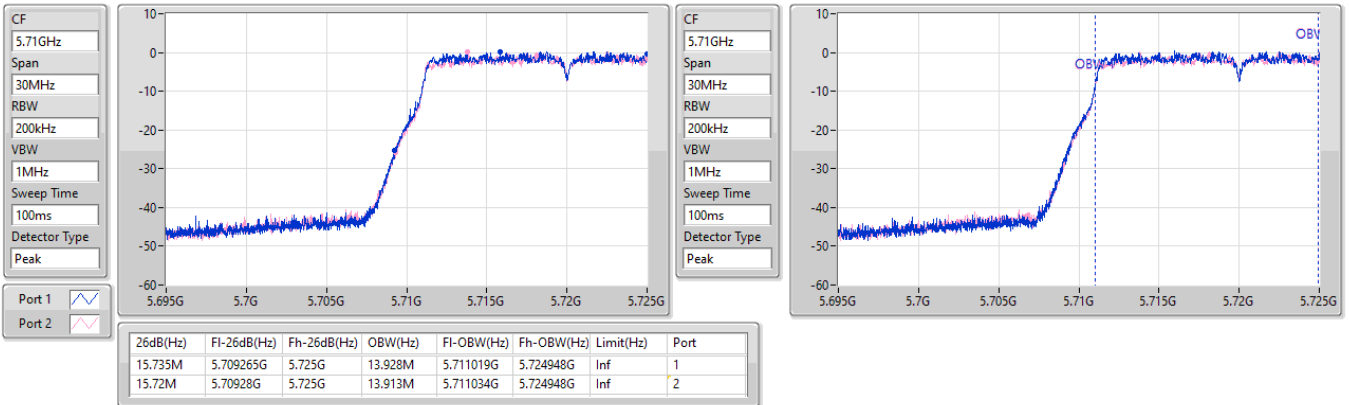 CF
5.71GHz
Span
30MHz
RBW
200kHz
VBW
1MHz
Sweep Time
100ms
Detector Type
Peak
Port 1
Port 2
10
0
-10
-20
-30
-40
-50
-60
5.695G 5.7G 5.705G 5.71G 5.715G 5.72G 5.725G
CF
5.71GHz
Span
30MHz
RBW
200kHz
VBW
1MHz
Sweep Time
100ms
Detector Type
Peak
10
0
-10
-20
-30
-40
-50
-60
OBW
5.695G 5.7G 5.705G 5.71G 5.715G 5.72G 5.725G
26dB(Hz) Fl-26dB(Hz) Fh-26dB(Hz) OBW(Hz) Fl-OBW(Hz) Fh-OBW(Hz) Limit(Hz) Port
15.735M 5.709265G 5.725G 13.928M 5.711019G 5.724948G Inf 1
15.72M 5.70928G 5.725G 13.913M 5.711034G 5.724948G Inf 2